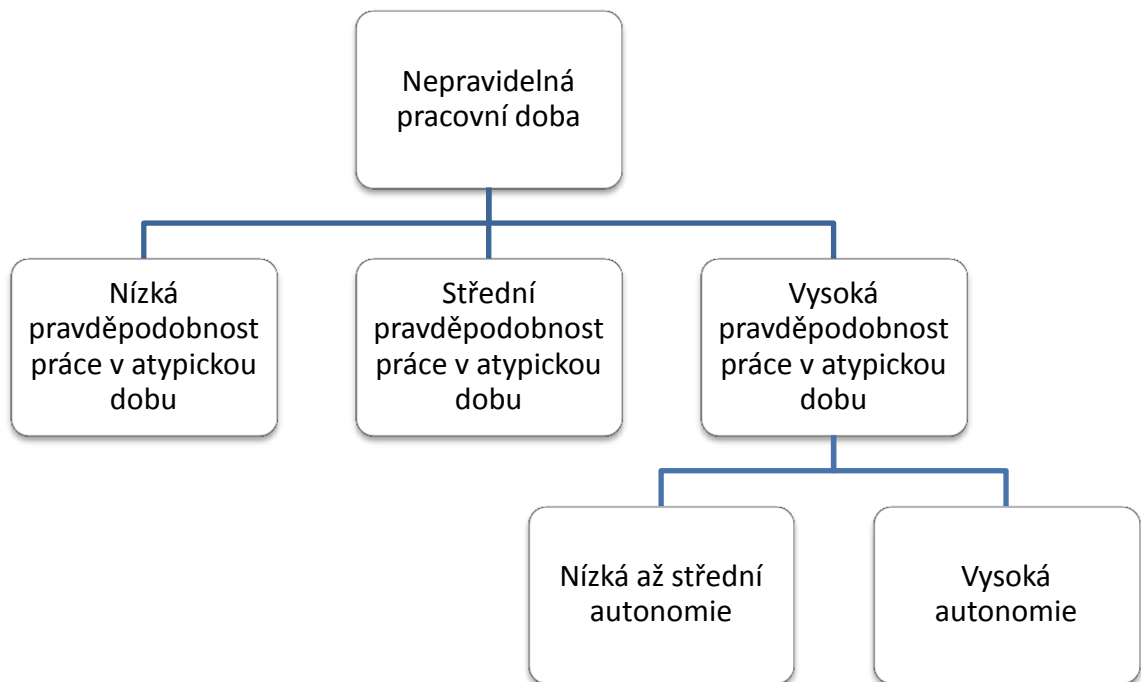 Nepravidelná
pracovní doba
Nízká
pravděpodobnost
práce v atypickou
dobu
Střední
pravděpodobnost
práce v atypickou
dobu
Vysoká
pravděpodobnost
práce v atypickou
dobu
Nízká až střední
autonomie
Vysoká
autonomie